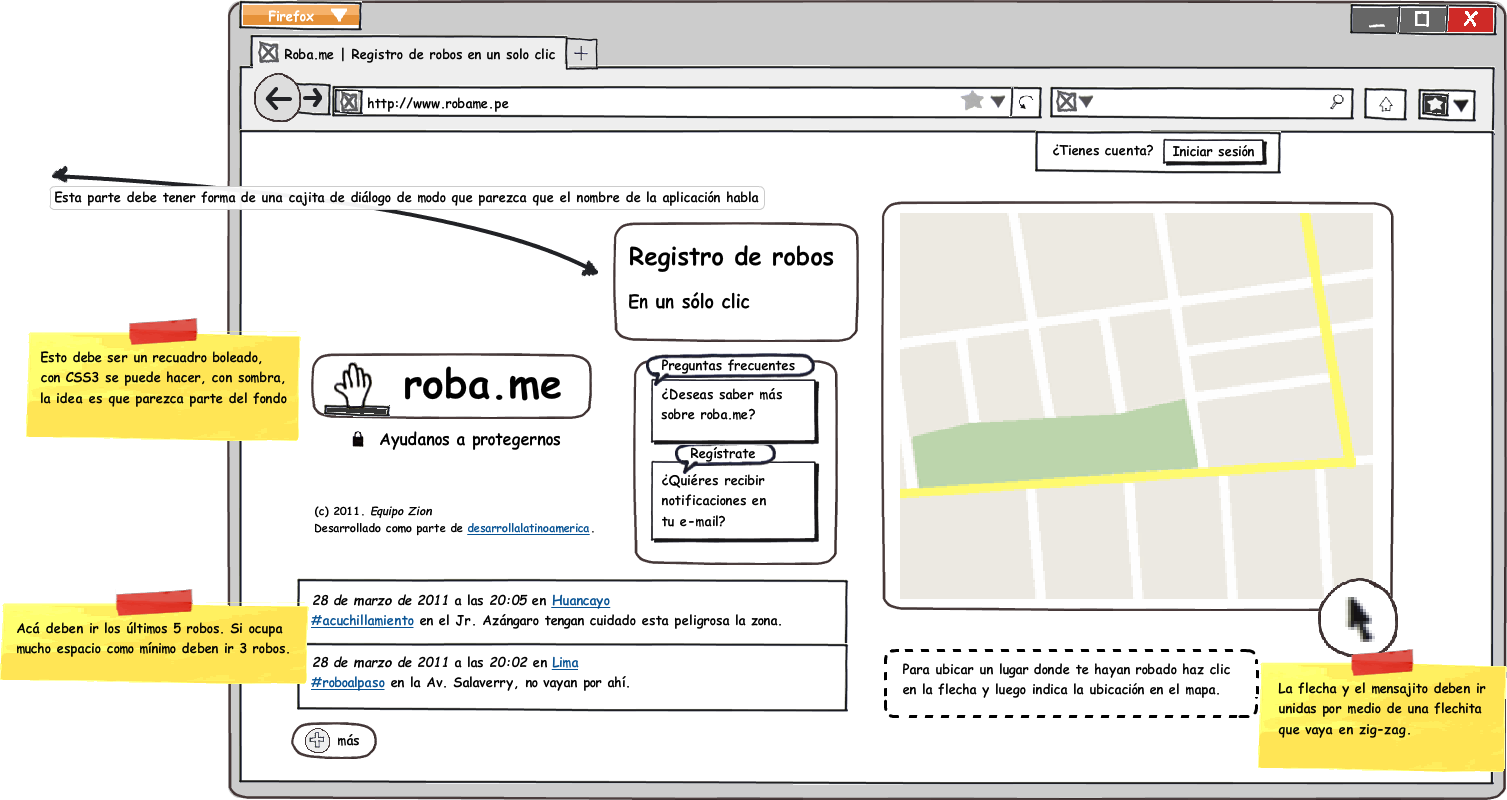 Firefox
Roba.me | Registro de robos en un solo clic
http://www.robame.pe
¿Tienes cuenta? Iniciar sesión
Esta parte debe tener forma de una cajita de diálogo de modo que parezca que el nombre de la aplicación habla
Registro de robos
En un sólo clic
Esto debe ser un recuadro boleado,
con CSS3 se puede hacer, con sombra,
la idea es que parezca parte del fondo
roba.me
Ayudanos a protegernos
Preguntas frecuentes
¿Deseas saber más
sobre roba.me?
Regístrate
¿Quiéres recibir
notificaciones en
tu e-mail?
(c) 2011. Equipo Zion
Desarrollado como parte de desarrollalatinoamerica.
Acá deben ir los últimos 5 robos. Si ocupa
mucho espacio como mínimo deben ir 3 robos.
28 de marzo de 2011 a las 20:05 en Huancayo
#acuchillamiento en el Jr. Azángaro tengan cuidado esta peligrosa la zona.
28 de marzo de 2011 a las 20:02 en Lima
#roboalpaso en la Av. Salaverry, no vayan por ahí.
más
Para ubicar un lugar donde te hayan robado haz clic
en la flecha y luego indica la ubicación en el mapa.
La flecha y el mensajito deben ir
unidas por medio de una flechita
que vaya en zig-zag.